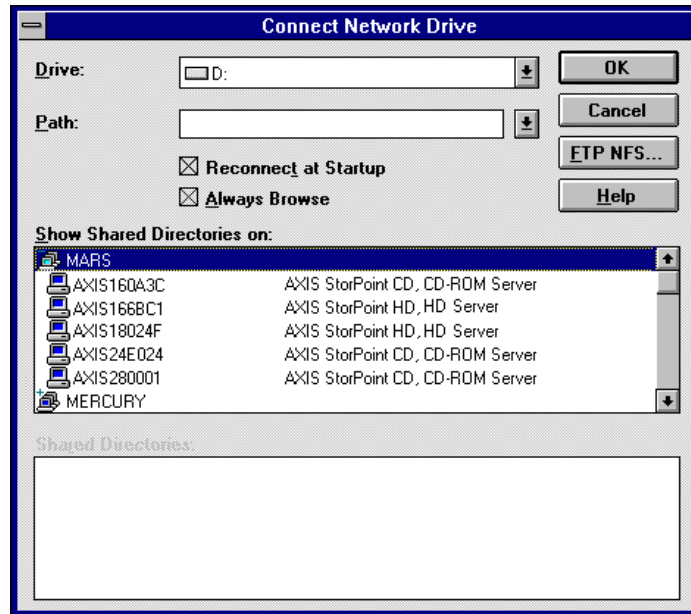 Connect Network Drive
Drive: D: OK
Path: Cancel
Reconnect at Startup FTP NFS...
Always Browse Help
Show Shared Directories on:
MARS
AXIS160A3C AXIS StorPoint CD, CD-ROM Server
AXIS166BC1 AXIS StorPoint HD, HD Server
AXIS18024F AXIS StorPoint HD, HD Server
AXIS24E024 AXIS StorPoint CD, CD-ROM Server
AXIS280001 AXIS StorPoint CD, CD-ROM Server
MERCURY
Shared Directories: